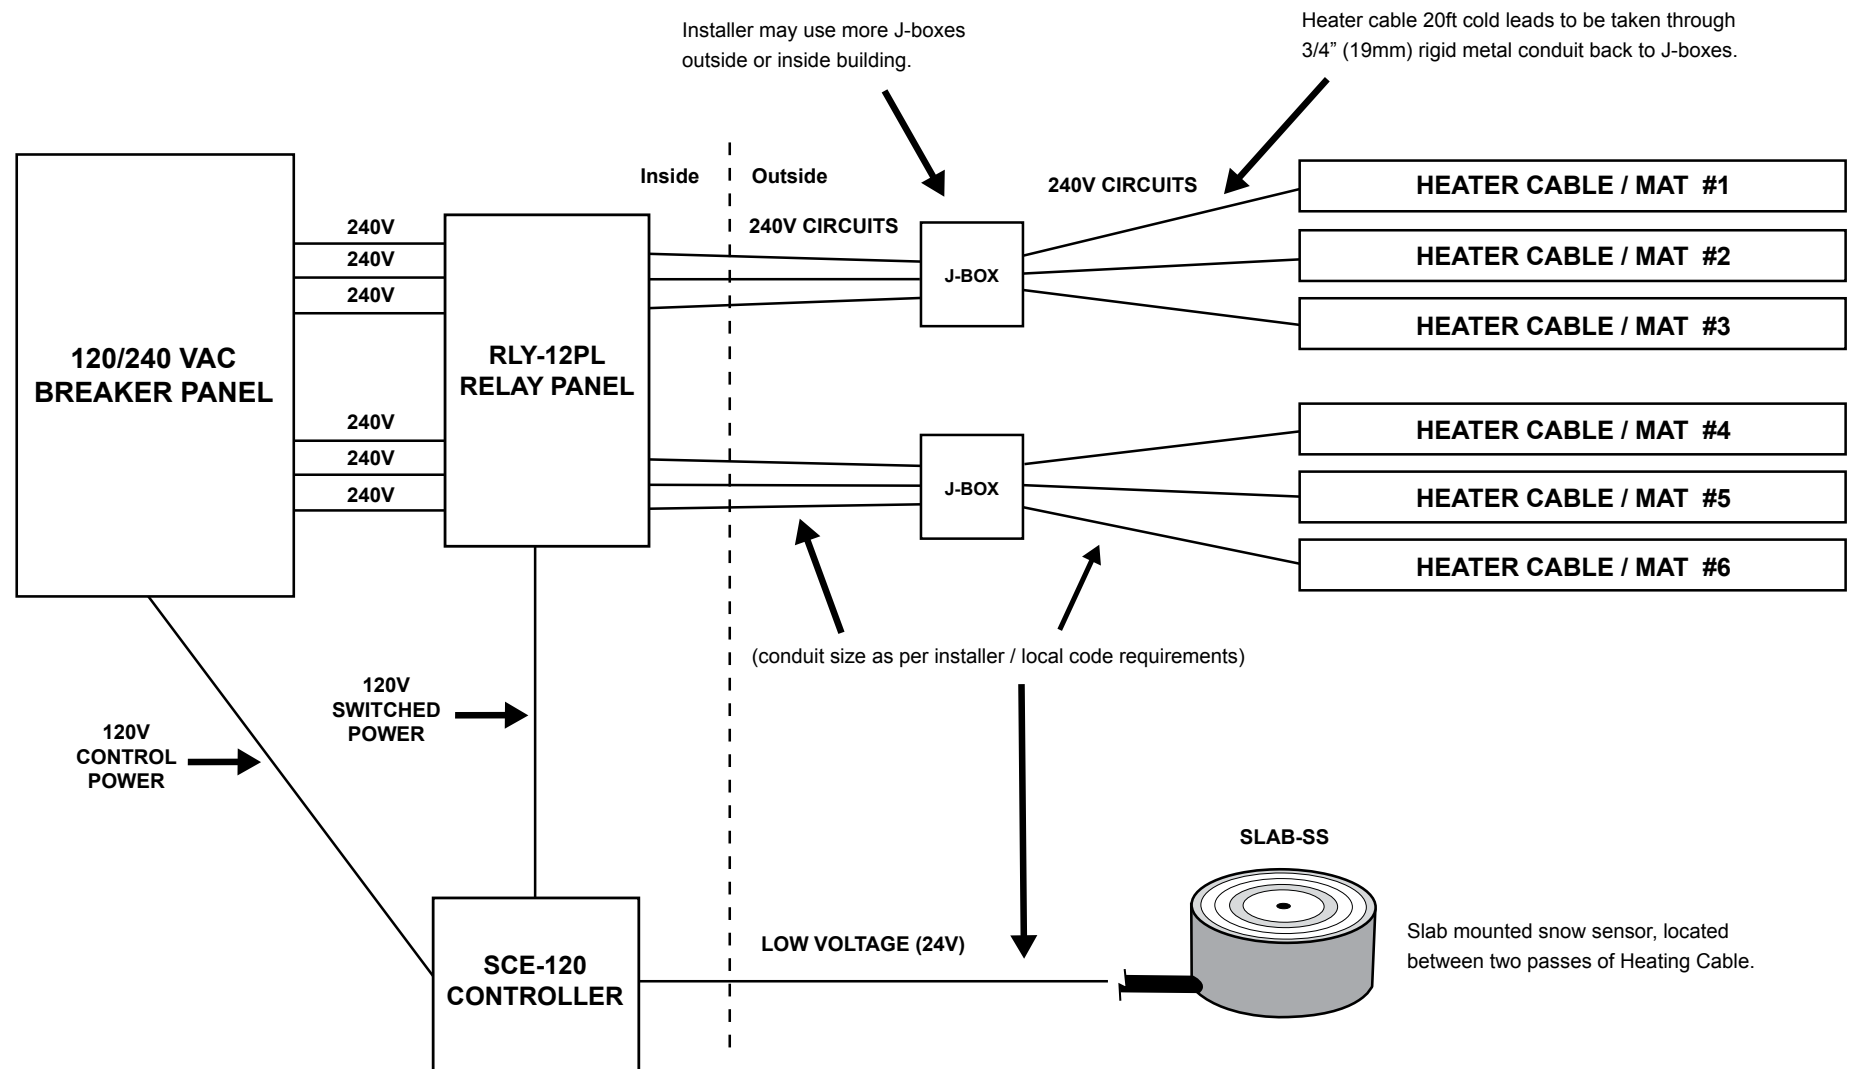 Installer may use more J-boxes
outside or inside building.
Heater cable 20ft cold leads to be taken through
3/4” (19mm) rigid metal conduit back to J-boxes.
Inside
Outside
240V CIRCUITS
240V CIRCUITS
120/240 VAC
BREAKER PANEL
240V
240V
240V
240V
240V
240V
RLY-12PL
RELAY PANEL
J-BOX
J-BOX
HEATER CABLE / MAT #1
HEATER CABLE / MAT #2
HEATER CABLE / MAT #3
HEATER CABLE / MAT #4
HEATER CABLE / MAT #5
HEATER CABLE / MAT #6
(conduit size as per installer / local code requirements)
120V
SWITCHED
POWER
120V
CONTROL
POWER
SLAB-SS
LOW VOLTAGE (24V)
SCE-120
CONTROLLER
Slab mounted snow sensor, located
between two passes of Heating Cable.